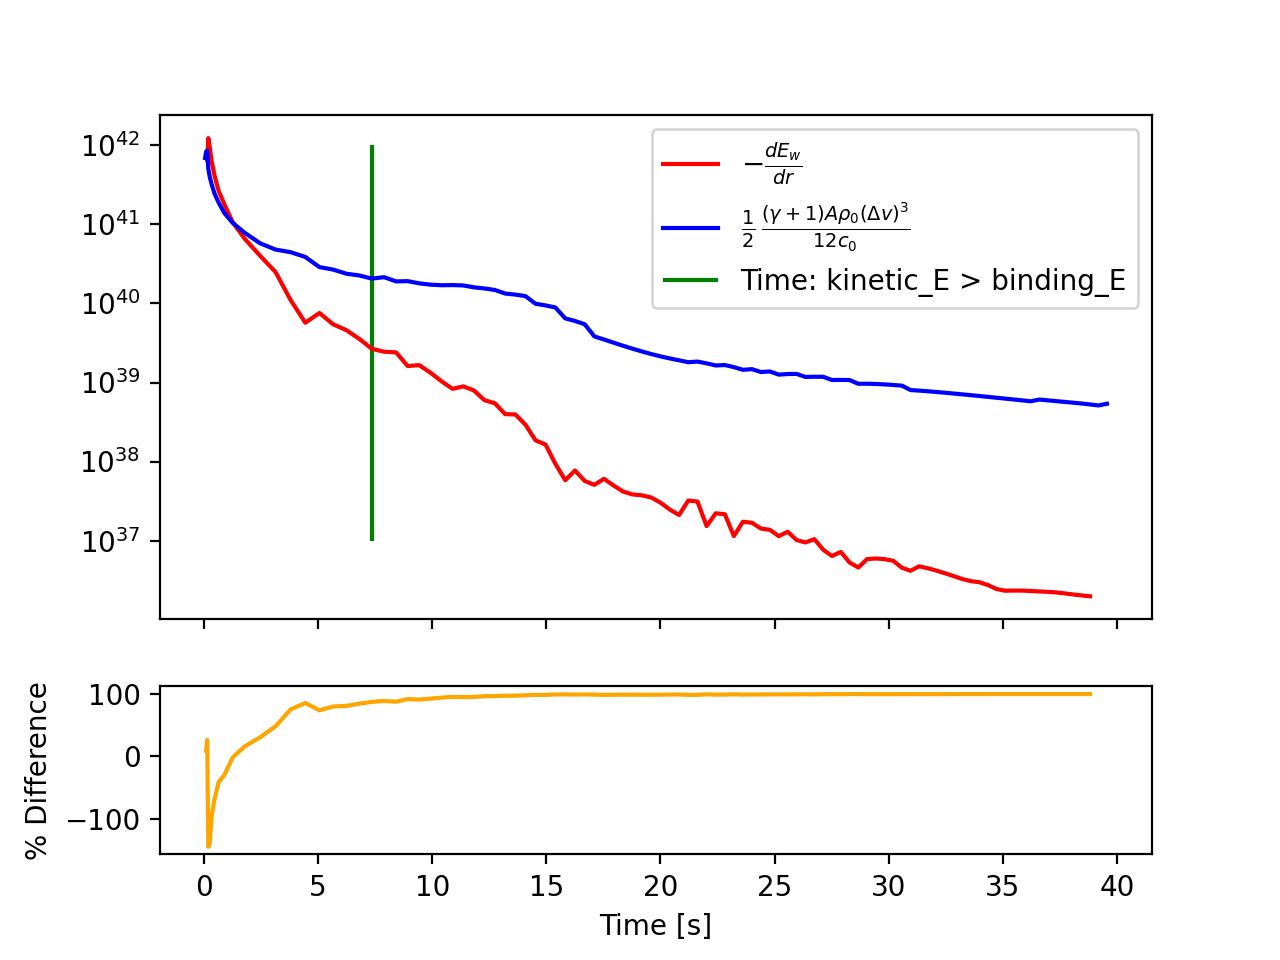 10^42
10^41
10^40
10^39
10^38
10^37
−dE_w/dr
1/2 (γ + 1)Aρ_0(Δv)^3/12c_0
Time: kinetic_E > binding_E
% Difference
100
0
−100
0 5 10 15 20 25 30 35 40
Time [s]